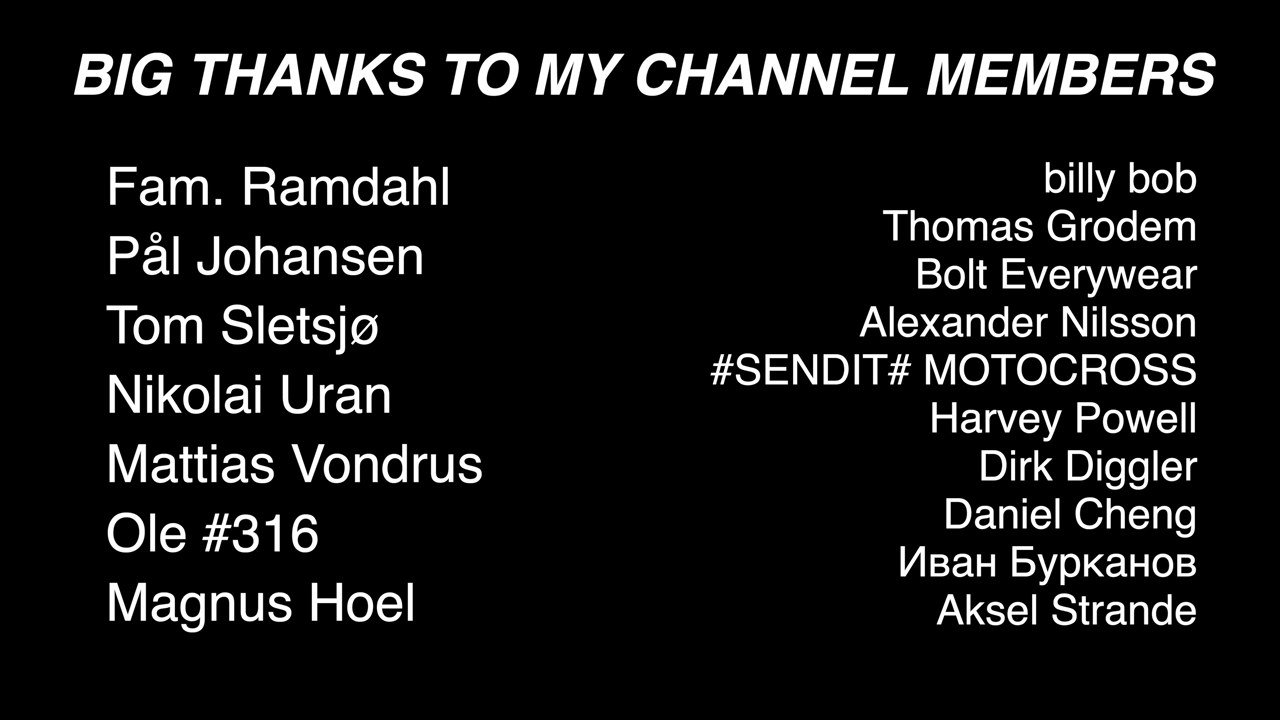 BIG THANKS TO MY CHANNEL MEMBERS
Fam. Ramdahl
Pål Johansen
Tom Sletsjø
Nikolai Uran
Mattias Vondrus
Ole #316
Magnus Hoel
billy bob
Thomas Grodem
Bolt Everywear
Alexander Nilsson
#SENDIT# MOTOCROSS
Harvey Powell
Dirk Diggler
Daniel Cheng
Иван Бурканов
Aksel Strande